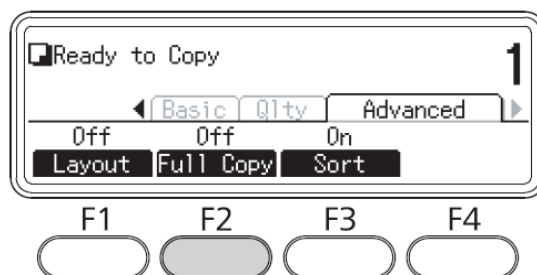 Ready to Copy 1
Basic Qlty Advanced
Off Off On
Layout Full Copy Sort
F1 F2 F3 F4